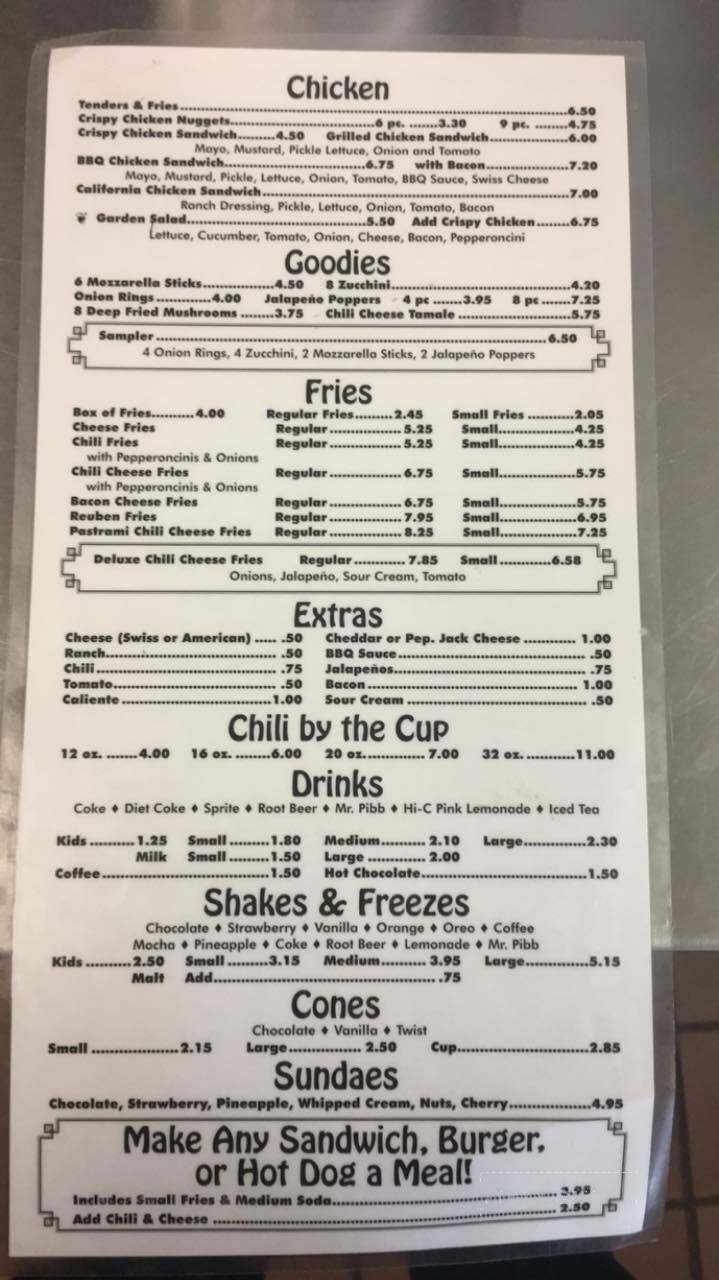 Chicken
Tenders & Fries 6.50
Crispy Chicken Nuggets 6 pc. 3.30 9 pc. 4.75
Crispy Chicken Sandwich 4.50 Grilled Chicken Sandwich 6.00
Mayo, Mustard, Pickle Lettuce, Onion and Tomato
BBQ Chicken Sandwich 6.75 with Bacon 7.20
Mayo, Mustard, Pickle, Lettuce, Onion, Tomato, BBQ Sauce, Swiss Cheese
California Chicken Sandwich 7.00
Ranch Dressing, Pickle, Lettuce, Onion, Tomato, Bacon
Garden Salad 5.50 Add Crispy Chicken 6.75
Lettuce, Cucumber, Tomato, Onion, Cheese, Bacon, Pepperoncini
Goodies
6 Mozzarella Sticks 4.50 8 Zucchini 4.20
Onion Rings 4.00 Jalapeño Poppers 4 pc 3.95 8 pc 7.25
8 Deep Fried Mushrooms 3.75 Chili Cheese Tamale 5.75
Sampler 6.50
4 Onion Rings, 4 Zucchini, 2 Mozzarella Sticks, 2 Jalapeño Poppers
Fries
Box of Fries 4.00 Regular Fries 2.45 Small Fries 2.05
Cheese Fries Regular 5.25 Small 4.25
Chili Fries Regular 5.25 Small 4.25
with Pepperoncinis & Onions
Chili Cheese Fries Regular 6.75 Small 5.75
with Pepperoncinis & Onions
Bacon Cheese Fries Regular 6.75 Small 5.75
Reuben Fries Regular 7.95 Small 6.95
Pastrami Chili Cheese Fries Regular 8.25 Small 7.25
Deluxe Chili Cheese Fries Regular 7.85 Small 6.58
Onions, Jalapeño, Sour Cream, Tomato
Extras
Cheese (Swiss or American) .50 Cheddar or Pep. Jack Cheese 1.00
Ranch .50 BBQ Sauce .50
Chili .75 Jalapeños .75
Tomato .50 Bacon 1.00
Caliente 1.00 Sour Cream .50
Chili by the Cup
12 oz. 4.00 16 oz. 6.00 20 oz. 7.00 32 oz. 11.00
Drinks
Coke ♦ Diet Coke ♦ Sprite ♦ Root Beer ♦ Mr. Pibb ♦ Hi-C Pink Lemonade ♦ Iced Tea
Kids 1.25 Small 1.80 Medium 2.10 Large 2.30
Milk Small 1.50 Large 2.00
Coffee 1.50 Hot Chocolate 1.50
Shakes & Freezes
Chocolate ♦ Strawberry ♦ Vanilla ♦ Orange ♦ Oreo ♦ Coffee
Mocha ♦ Pineapple ♦ Coke ♦ Root Beer ♦ Lemonade ♦ Mr. Pibb
Kids 2.50 Small 3.15 Medium 3.95 Large 5.15
Malt Add .75
Cones
Chocolate ♦ Vanilla ♦ Twist
Small 2.15 Large 2.50 Cup 2.85
Sundaes
Chocolate, Strawberry, Pineapple, Whipped Cream, Nuts, Cherry 4.95
Make Any Sandwich, Burger,
or Hot Dog a Meal!
Includes Small Fries & Medium Soda 3.95
Add Chili & Cheese 2.50